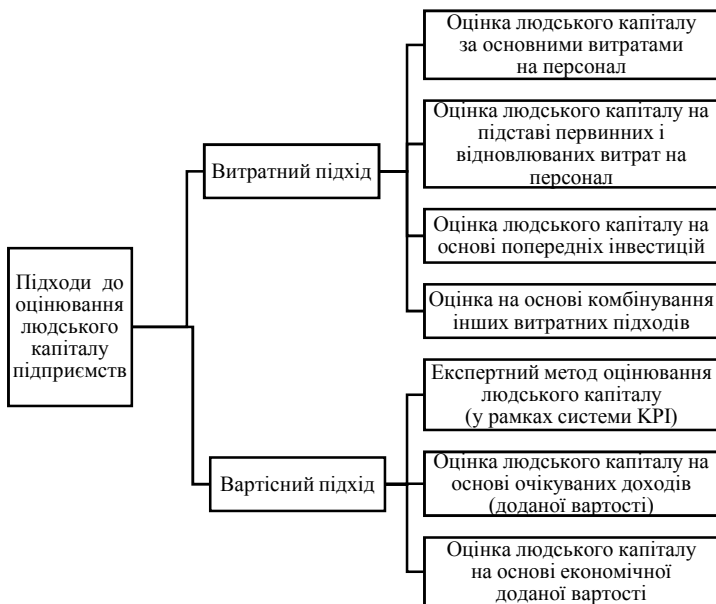 Підходи до
оцінювання
людського
капіталу
підприємств
Витратний підхід
Оцінка людського капіталу
за основними витратами
на персонал
Оцінка людського капіталу на
підставі первинних і
відновлюваних витрат на
персонал
Оцінка людського капіталу на
основі попередніх інвестицій
Оцінка на основі комбінування
інших витратних підходів
Вартісний підхід
Експертний метод оцінювання
людського капіталу
(у рамках системи KPI)
Оцінка людського капіталу на
основі очікуваних доходів
(доданої вартості)
Оцінка людського капіталу
на основі економічної
доданої вартості